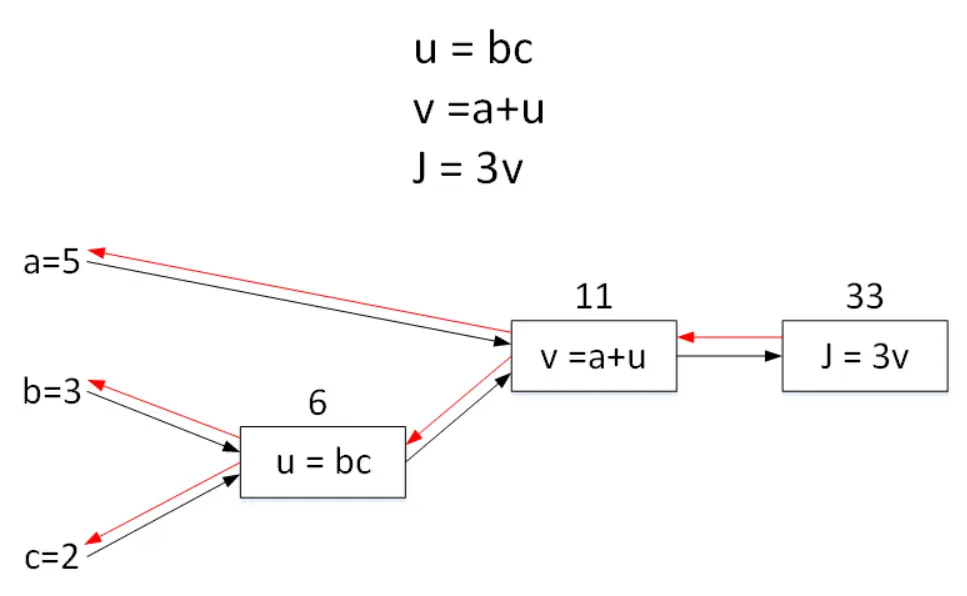 u = bc
v =a+u
J = 3v
a=5
11
33
v =a+u
J = 3v
b=3
6
u = bc
c=2